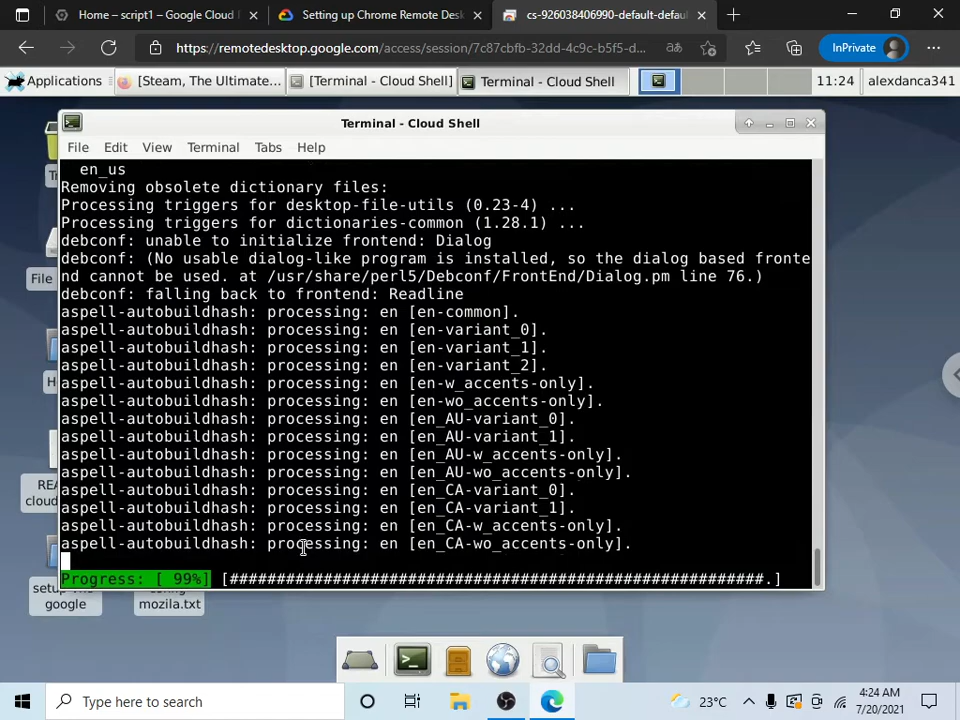 Home – script1 – Google Cloud
Setting up Chrome Remote Desk
cs-926038406990-default-defau
https://remotedesktop.google.com/access/session/7c87cbfb-32dd-4c9c-b5f5-d...
InPrivate
Applications
[Steam, The Ultimate...
[Terminal - Cloud Shell]
Terminal - Cloud Shell
11:24
alexdanca341
Terminal - Cloud Shell
File Edit View Terminal Tabs Help
en_us
Removing obsolete dictionary files:
Processing triggers for desktop-file-utils (0.23-4) ...
Processing triggers for dictionaries-common (1.28.1) ...
debconf: unable to initialize frontend: Dialog
debconf: (No usable dialog-like program is installed, so the dialog based fronte
nd cannot be used. at /usr/share/perl5/Debconf/FrontEnd/Dialog.pm line 76.)
debconf: falling back to frontend: Readline
aspell-autobuildhash: processing: en [en-common].
aspell-autobuildhash: processing: en [en-variant_0].
aspell-autobuildhash: processing: en [en-variant_1].
aspell-autobuildhash: processing: en [en-variant_2].
aspell-autobuildhash: processing: en [en-w_accents-only].
aspell-autobuildhash: processing: en [en-wo_accents-only].
aspell-autobuildhash: processing: en [en_AU-variant_0].
aspell-autobuildhash: processing: en [en_AU-variant_1].
aspell-autobuildhash: processing: en [en_AU-w_accents-only].
aspell-autobuildhash: processing: en [en_AU-wo_accents-only].
aspell-autobuildhash: processing: en [en_CA-variant_0].
aspell-autobuildhash: processing: en [en_CA-variant_1].
aspell-autobuildhash: processing: en [en_CA-w_accents-only].
aspell-autobuildhash: processing: en [en_CA-wo_accents-only].
Progress: [ 99%] [#########################################################.]
File
google
mozila.txt
Type here to search
23°C
4:24 AM
7/20/2021